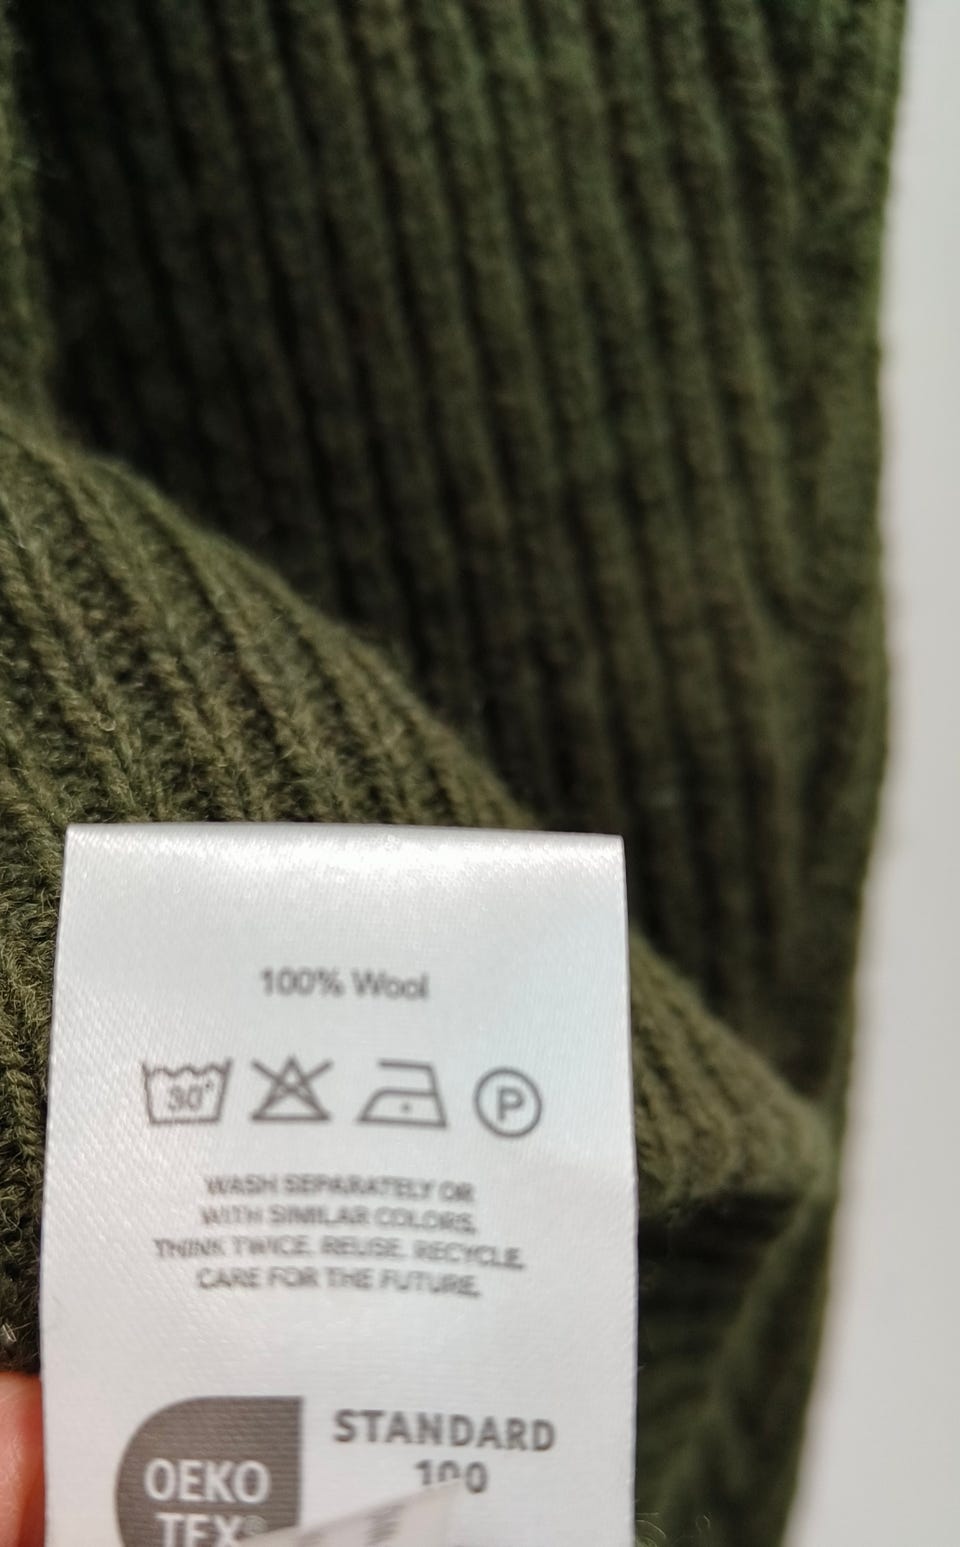 100% Wool
30°
P
WASH SEPARATELY OR
WITH SIMILAR COLORS.
THINK TWICE. REUSE. RECYCLE.
CARE FOR THE FUTURE.
OEKO
TEX®
STANDARD
100